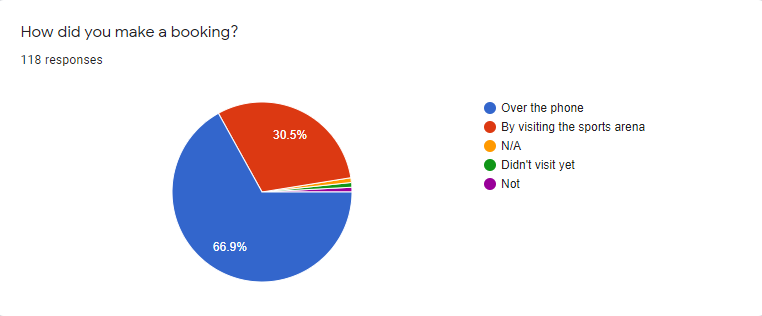 How did you make a booking?
118 responses
30.5%
66.9%
Over the phone
By visiting the sports arena
N/A
Didn't visit yet
Not